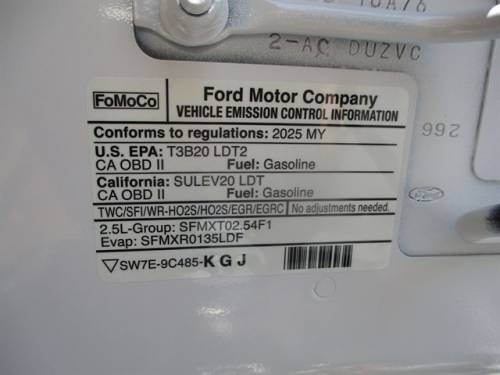 2-AC DUZVC
266
FoMoCo
Ford Motor Company
VEHICLE EMISSION CONTROL INFORMATION
Conforms to regulations: 2025 MY
U.S. EPA: T3B20 LDT2
CA OBD II Fuel: Gasoline
California: SULEV20 LDT
CA OBD II Fuel: Gasoline
TWC/SFI/WR-HO2S/HO2S/EGR/EGRC No adjustments needed.
2.5L-Group: SFMXT02.54F1
Evap: SFMXR0135LDF
SW7E-9C485-KGJ